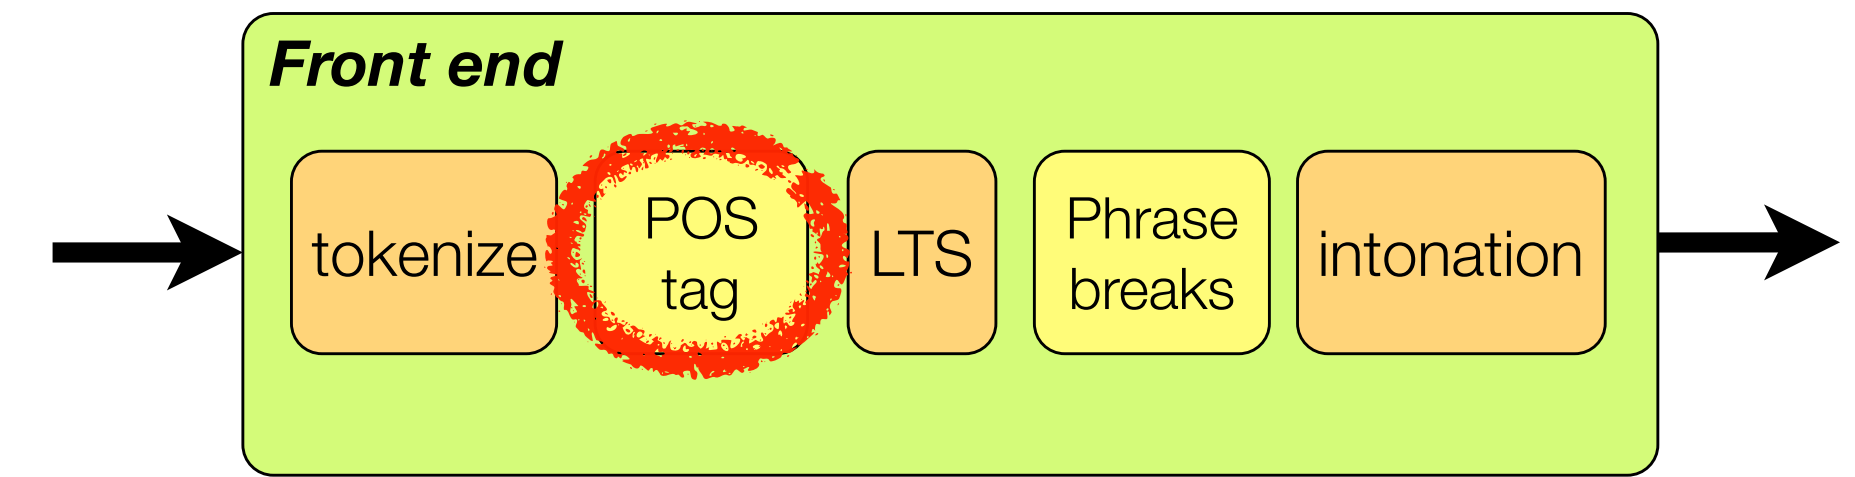 Front end
tokenize
POS
tag
LTS
Phrase
breaks
intonation